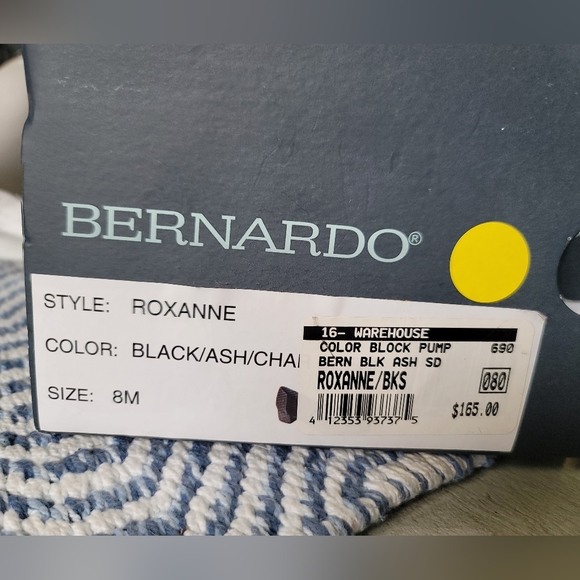 BERNARDO®
STYLE: ROXANNE
COLOR: BLACK/ASH/CHA
SIZE: 8M
16- WAREHOUSE
COLOR BLOCK PUMP 690
BERN BLK ASH SD
ROXANNE/BKS 080
$165.00
4 12353 93737 5